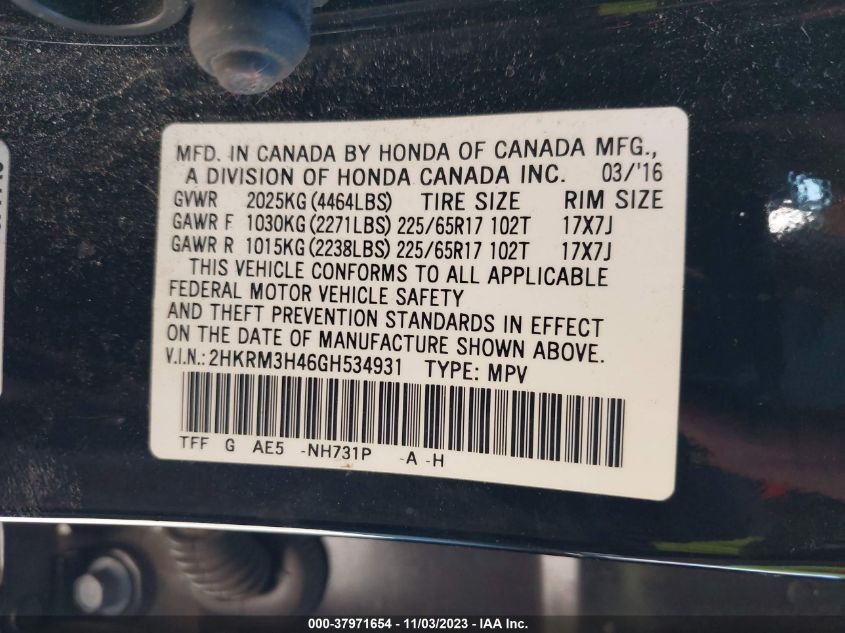 MFD. IN CANADA BY HONDA OF CANADA MFG.,
A DIVISION OF HONDA CANADA INC. 03/'16
GVWR 2025KG (4464LBS) TIRE SIZE RIM SIZE
GAWR F 1030KG (2271LBS) 225/65R17 102T 17X7J
GAWR R 1015KG (2238LBS) 225/65R17 102T 17X7J
THIS VEHICLE CONFORMS TO ALL APPLICABLE
FEDERAL MOTOR VEHICLE SAFETY
AND THEFT PREVENTION STANDARDS IN EFFECT
ON THE DATE OF MANUFACTURE SHOWN ABOVE.
V.I.N.: 2HKRM3H46GH534931 TYPE: MPV
TFF G AE5 -NH731P -A -H
000-37971654 - 11/03/2023 - IAA Inc.